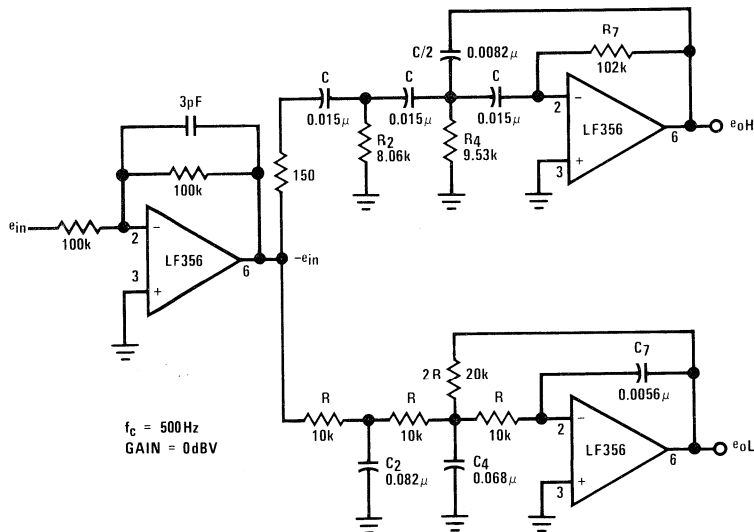 C/2
0.0082μ
R7
102k
C
0.015μ
C
0.015μ
C
0.015μ
R2
8.06k
R4
9.53k
2
−
LF356
6
3
+
eoH
3pF
100k
150
ein
100k
2
−
LF356
6
3
+
−ein
2R
20k
C7
0.0056μ
R
10k
R
10k
R
10k
C2
0.082μ
C4
0.068μ
2
−
LF356
6
3
+
eoL
fc = 500Hz
GAIN = 0dBV